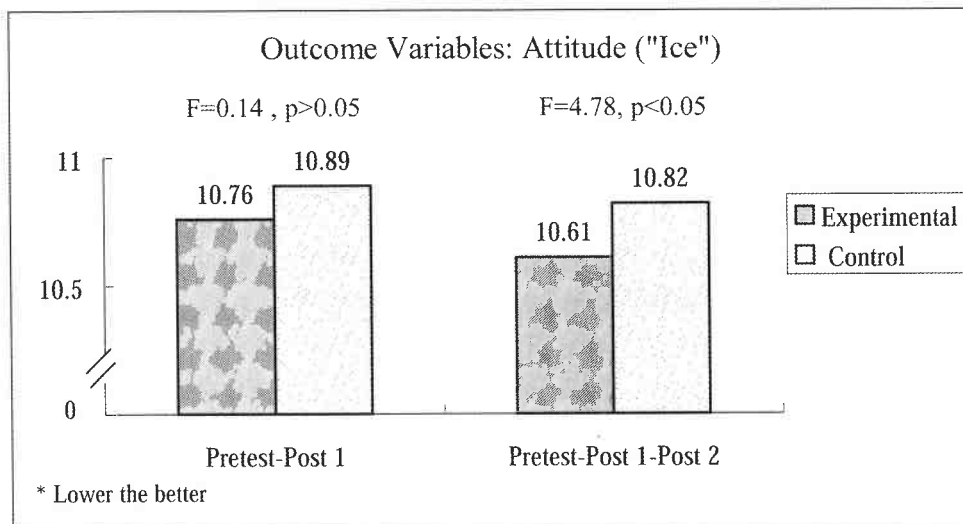 Outcome Variables: Attitude ("Ice")
F=0.14 , p>0.05
F=4.78, p<0.05
11
10.89
10.82
10.76
10.61
Experimental
Control
10.5
0
Pretest-Post 1
Pretest-Post 1-Post 2
* Lower the better